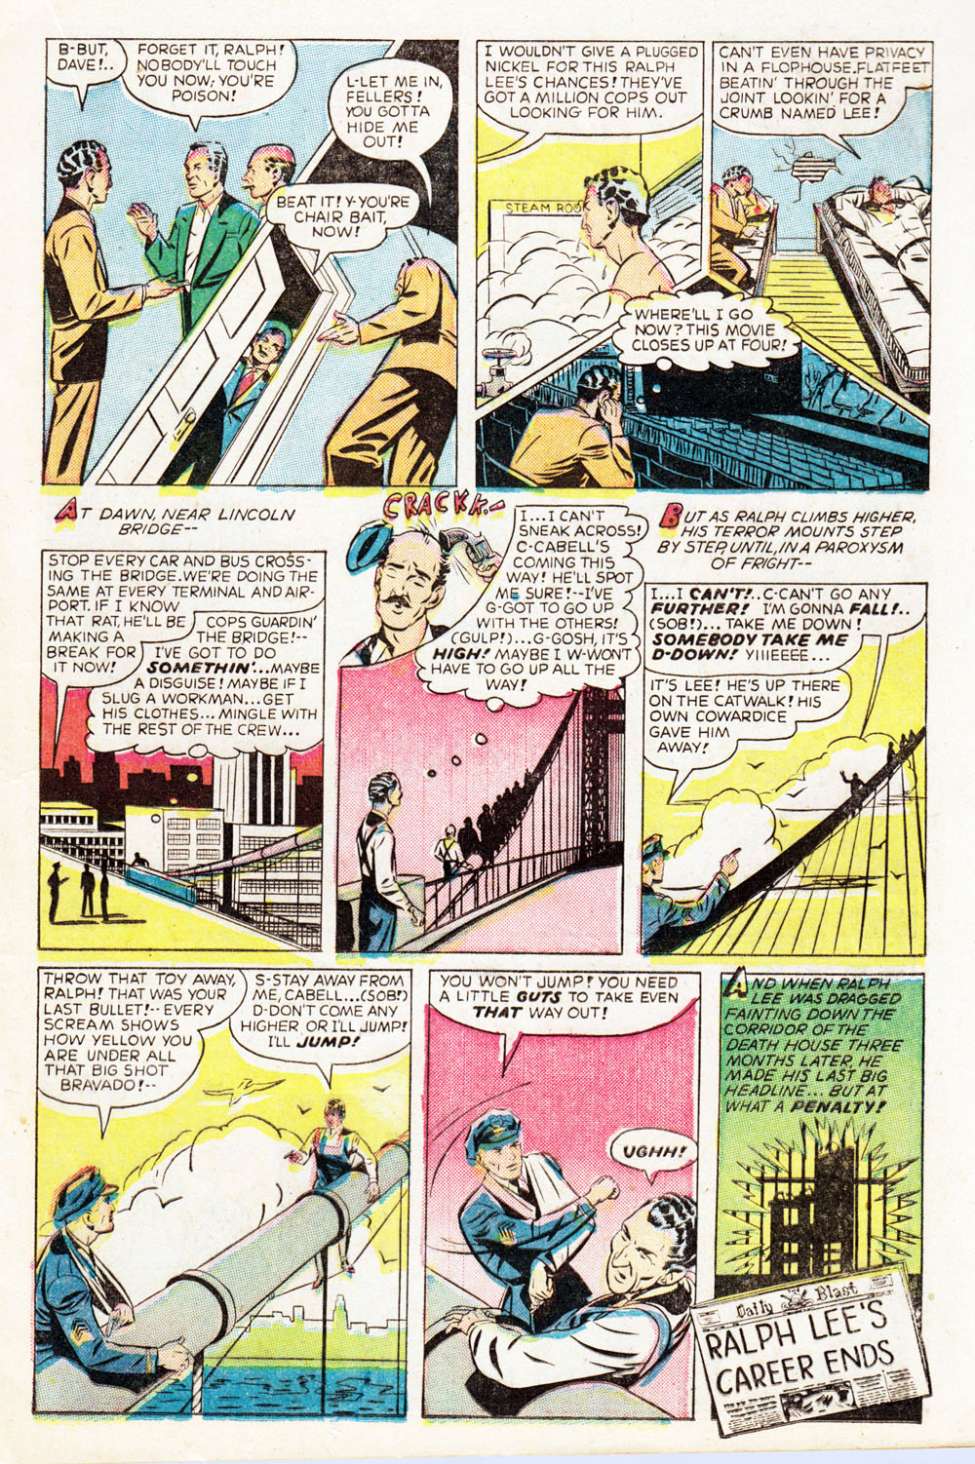 B-BUT,
DAVE!..
FORGET IT, RALPH!
NOBODY'LL TOUCH
YOU NOW; YOU'RE
POISON!
L-LET ME IN,
FELLERS!
YOU GOTTA
HIDE ME
OUT!
BEAT IT! Y-YOU'RE
CHAIR BAIT,
NOW!
I WOULDN'T GIVE A PLUGGED
NICKEL FOR THIS RALPH
LEE'S CHANCES! THEY'VE
GOT A MILLION COPS OUT
LOOKING FOR HIM.
STEAM ROO
CAN'T EVEN HAVE PRIVACY
IN A FLOPHOUSE. FLATFEET
BEATIN' THROUGH THE
JOINT LOOKIN' FOR A
CRUMB NAMED LEE!
WHERE'LL I GO
NOW? THIS MOVIE
CLOSES UP AT FOUR!
AT DAWN, NEAR LINCOLN
BRIDGE--
STOP EVERY CAR AND BUS CROSS-
ING THE BRIDGE. WE'RE DOING THE
SAME AT EVERY TERMINAL AND AIR-
PORT. IF I KNOW
THAT RAT, HE'LL BE
MAKING A
BREAK FOR
IT NOW!
COPS GUARDIN'
THE BRIDGE!--
I'VE GOT TO DO
SOMETHIN'...MAYBE
A DISGUISE! MAYBE IF I
SLUG A WORKMAN...GET
HIS CLOTHES...MINGLE WITH
THE REST OF THE CREW...
CRACKK--
I...I CAN'T
SNEAK ACROSS!
C-CABELL'S
COMING THIS
WAY! HE'LL SPOT
ME SURE!--I'VE
G-GOT TO GO UP
WITH THE OTHERS!
(GULP!)...G-GOSH, IT'S
HIGH! MAYBE I W-WON'T
HAVE TO GO UP ALL THE
WAY!
BUT AS RALPH CLIMBS HIGHER,
HIS TERROR MOUNTS STEP
BY STEP, UNTIL, IN A PAROXYSM
OF FRIGHT--
I...I CAN'T!..C-CAN'T GO ANY
FURTHER! I'M GONNA FALL!..
(SOB!)... TAKE ME DOWN!
SOMEBODY TAKE ME
D-DOWN! YIIIEEEE...
IT'S LEE! HE'S UP THERE
ON THE CATWALK! HIS
OWN COWARDICE
GAVE HIM
AWAY!
THROW THAT TOY AWAY,
RALPH! THAT WAS YOUR
LAST BULLET!-- EVERY
SCREAM SHOWS
HOW YELLOW YOU
ARE UNDER ALL
THAT BIG SHOT
BRAVADO!--
S-STAY AWAY FROM
ME, CABELL...(SOB!)
D-DON'T COME ANY
HIGHER, OR I'LL JUMP!
I'LL JUMP!
YOU WON'T JUMP! YOU NEED
A LITTLE GUTS TO TAKE EVEN
THAT WAY OUT!
UGHH!
AND WHEN RALPH
LEE WAS DRAGGED
FAINTING DOWN THE
CORRIDOR OF THE
DEATH HOUSE THREE
MONTHS LATER, HE
MADE HIS LAST BIG
HEADLINE... BUT AT
WHAT A PENALTY!
Daily Blast
RALPH LEE'S
CAREER ENDS